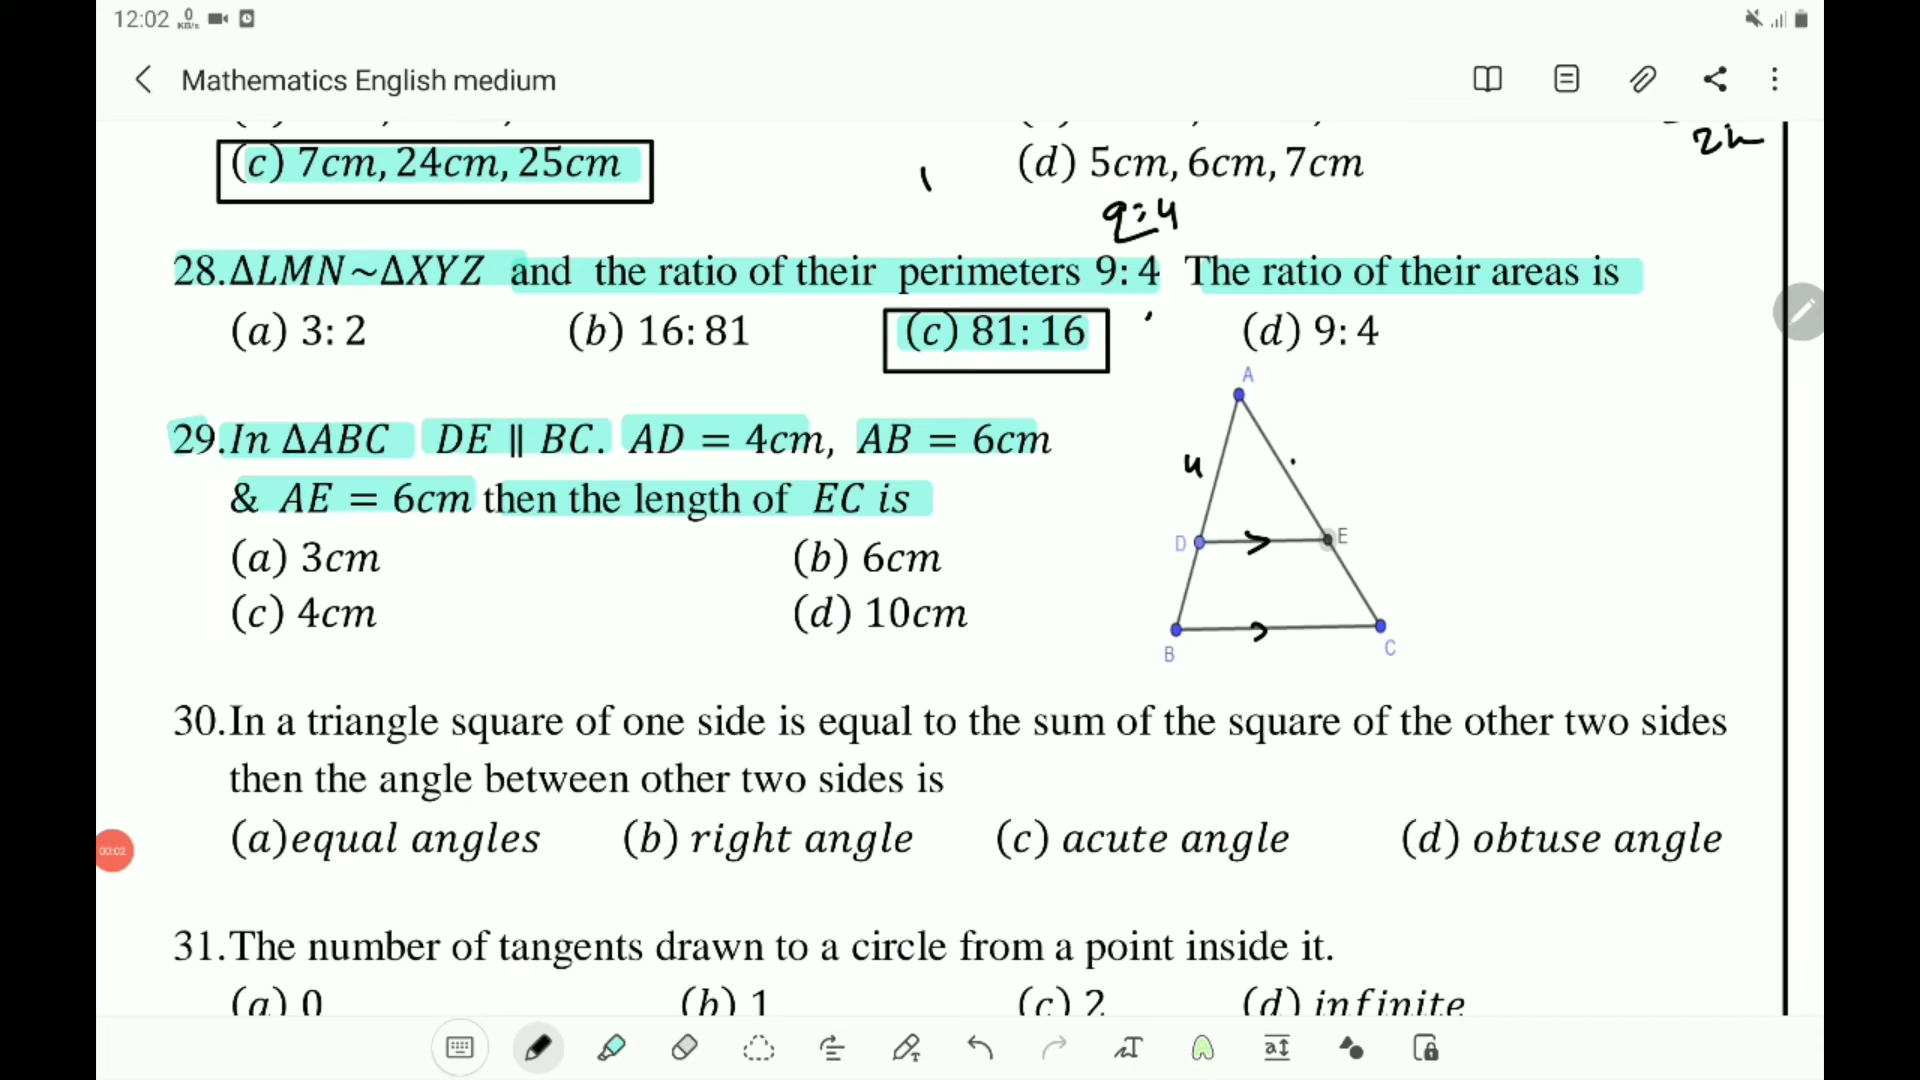 12:02 0 KB/s
Mathematics English medium
2
(c) 7cm, 24cm, 25cm (d) 5cm, 6cm, 7cm
9:4
28.ΔLMN~ΔXYZ and the ratio of their perimeters 9: 4 The ratio of their areas is
(a) 3: 2 (b) 16: 81 (c) 81: 16 (d) 9: 4
A
29.In ΔABC DE ∥ BC. AD = 4cm, AB = 6cm
4
& AE = 6cm then the length of EC is
D E
(a) 3cm (b) 6cm
(c) 4cm (d) 10cm
B C
30.In a triangle square of one side is equal to the sum of the square of the other two sides
then the angle between other two sides is
(a)equal angles (b) right angle (c) acute angle (d) obtuse angle
00:02
31.The number of tangents drawn to a circle from a point inside it.
(a) 0 (b) 1 (c) 2 (d) infinite